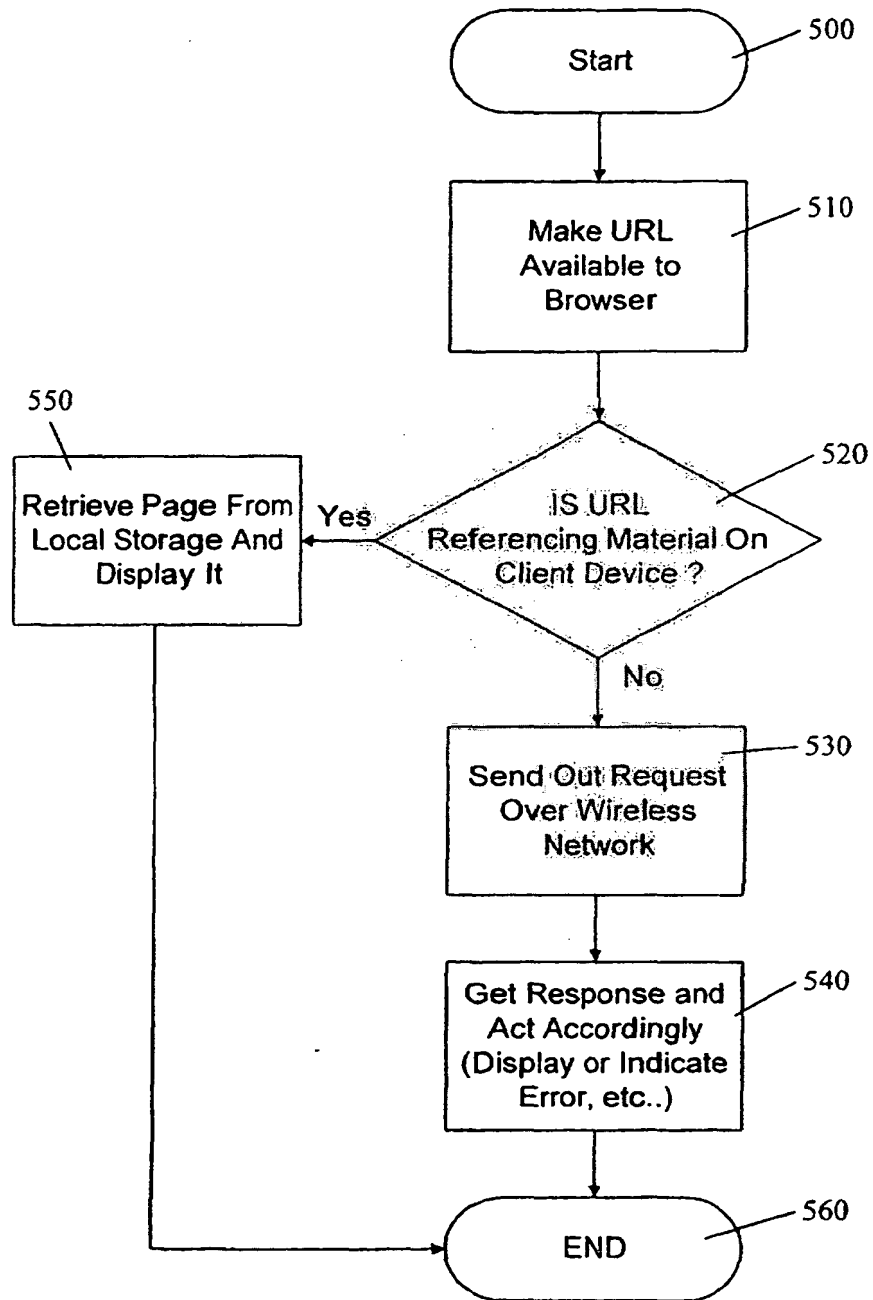 500
Start
510
Make URL
Available to
Browser
550
520
Retrieve Page From
Local Storage And
Display It
Yes
IS URL
Referencing Material On
Client Device ?
No
530
Send Out Request
Over Wireless
Network
540
Get Response and
Act Accordingly
(Display or Indicate
Error, etc..)
560
END